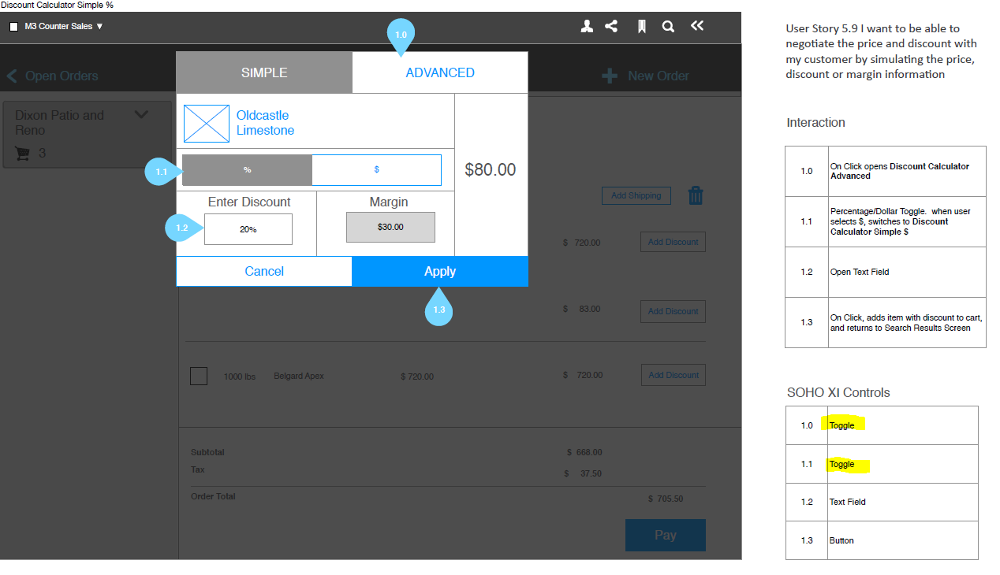 Discount Calculator Simple %
M3 Counter Sales ▼
1.0
Open Orders
SIMPLE
ADVANCED
New Order
Dixon Patio and
Reno
3
Oldcastle
Limestone
1.1
%
$
$80.00
Enter Discount
Margin
1.2
20%
$30.00
Cancel
Apply
1.3
Add Shipping
$ 720.00
Add Discount
$ 83.00
Add Discount
1000 lbs Belgard Apex $ 720.00 $ 720.00
Add Discount
Subtotal $ 668.00
Tax $ 37.50
Order Total $ 705.50
Pay
User Story 5.9 I want to be able to
negotiate the price and discount with
my customer by simulating the price,
discount or margin information
Interaction
1.0 On Click opens Discount Calculator
Advanced
1.1 Percentage/Dollar Toggle. when user
selects $, switches to Discount
Calculator Simple $
1.2 Open Text Field
1.3 On Click, adds item with discount to cart,
and returns to Search Results Screen
SOHO XI Controls
1.0 Toggle
1.1 Toggle
1.2 Text Field
1.3 Button